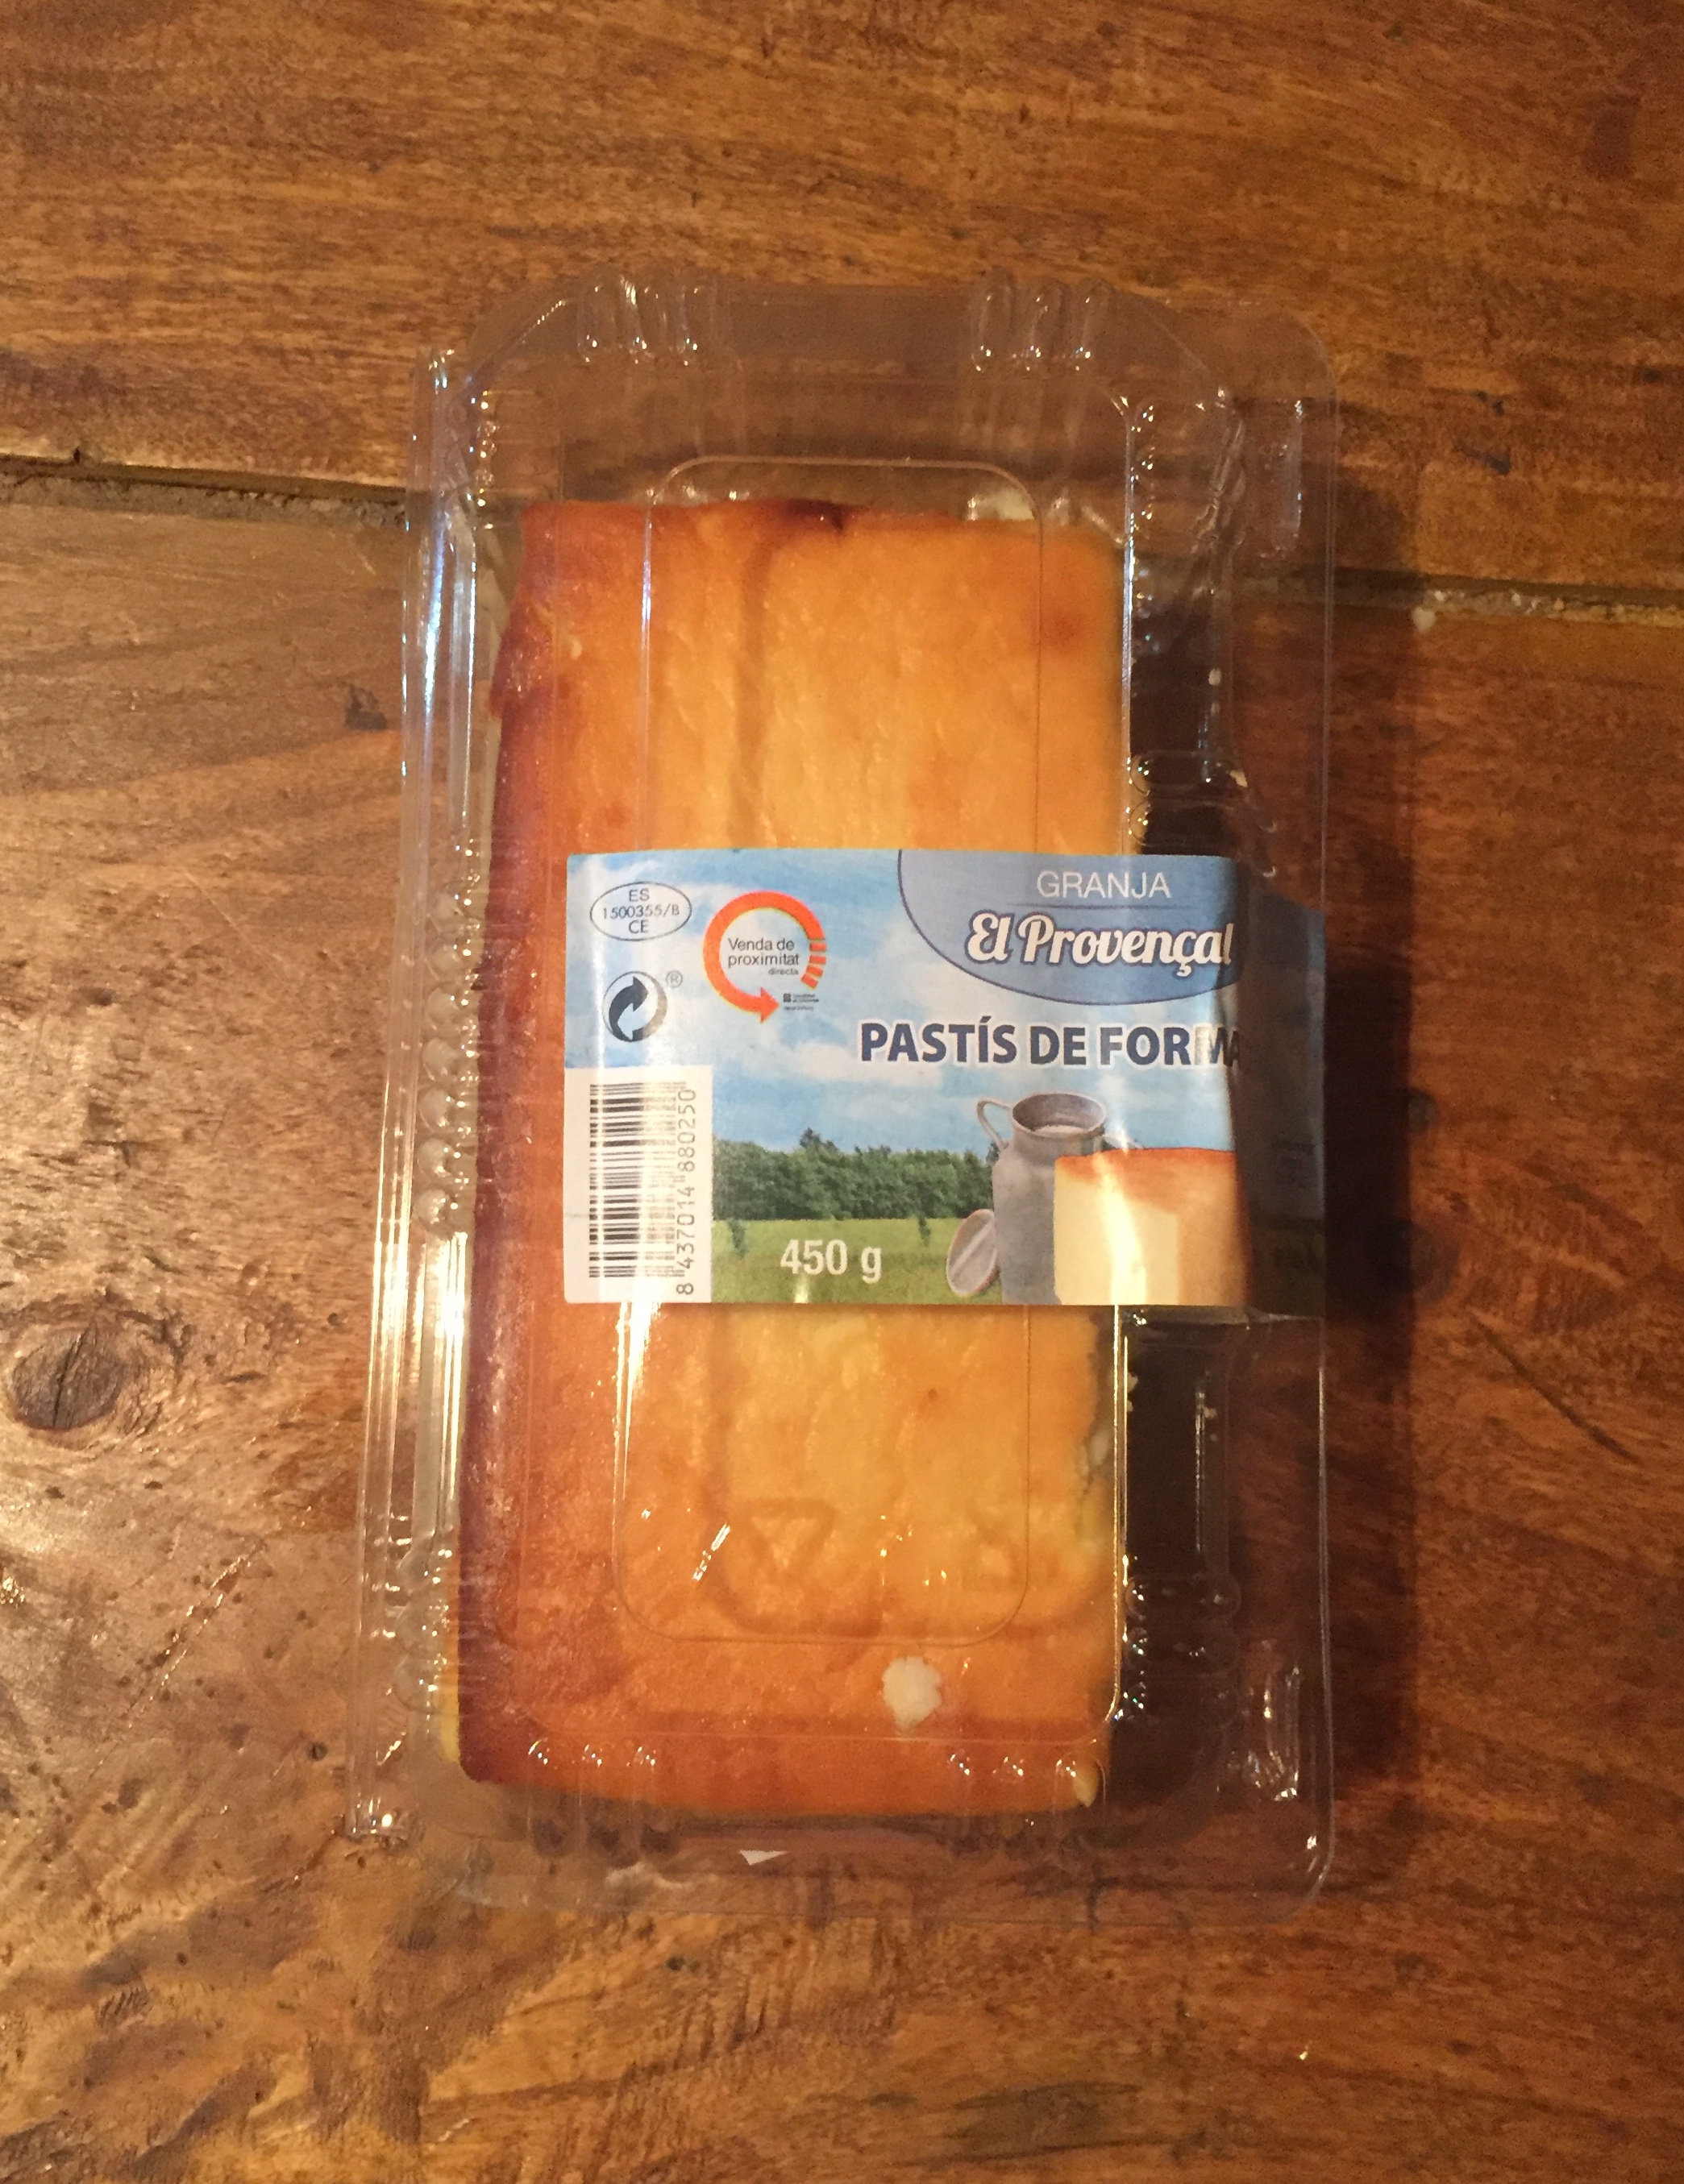 ES
1500355/B
CE
Venda de
proximitat
directa
®
GRANJA
El Provençal
PASTÍS DE FORMA
450 g
8 437014 880250